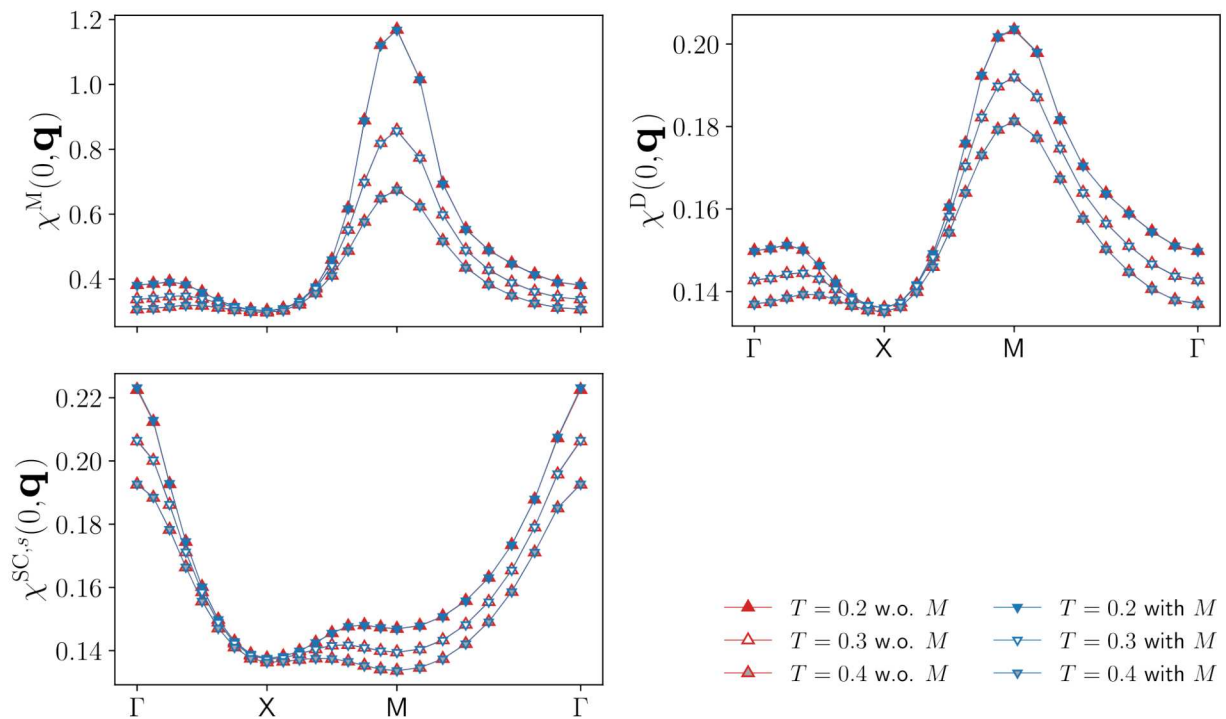 1.2
1.0
0.8
0.6
0.4
χ^M(0,q)
0.20
0.18
0.16
0.14
χ^D(0,q)
Γ X M Γ
0.22
0.20
0.18
0.16
0.14
χ^{SC,s}(0,q)
Γ X M Γ
T = 0.2 w.o. M
T = 0.3 w.o. M
T = 0.4 w.o. M
T = 0.2 with M
T = 0.3 with M
T = 0.4 with M